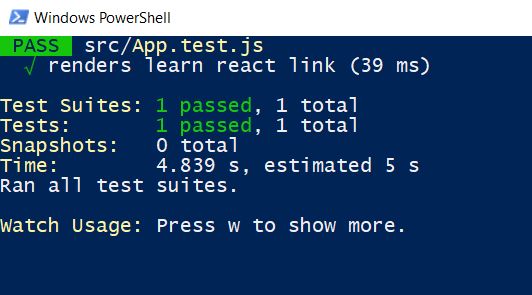 Windows PowerShell
PASS src/App.test.js
√ renders learn react link (39 ms)
Test Suites: 1 passed, 1 total
Tests: 1 passed, 1 total
Snapshots: 0 total
Time: 4.839 s, estimated 5 s
Ran all test suites.
Watch Usage: Press w to show more.